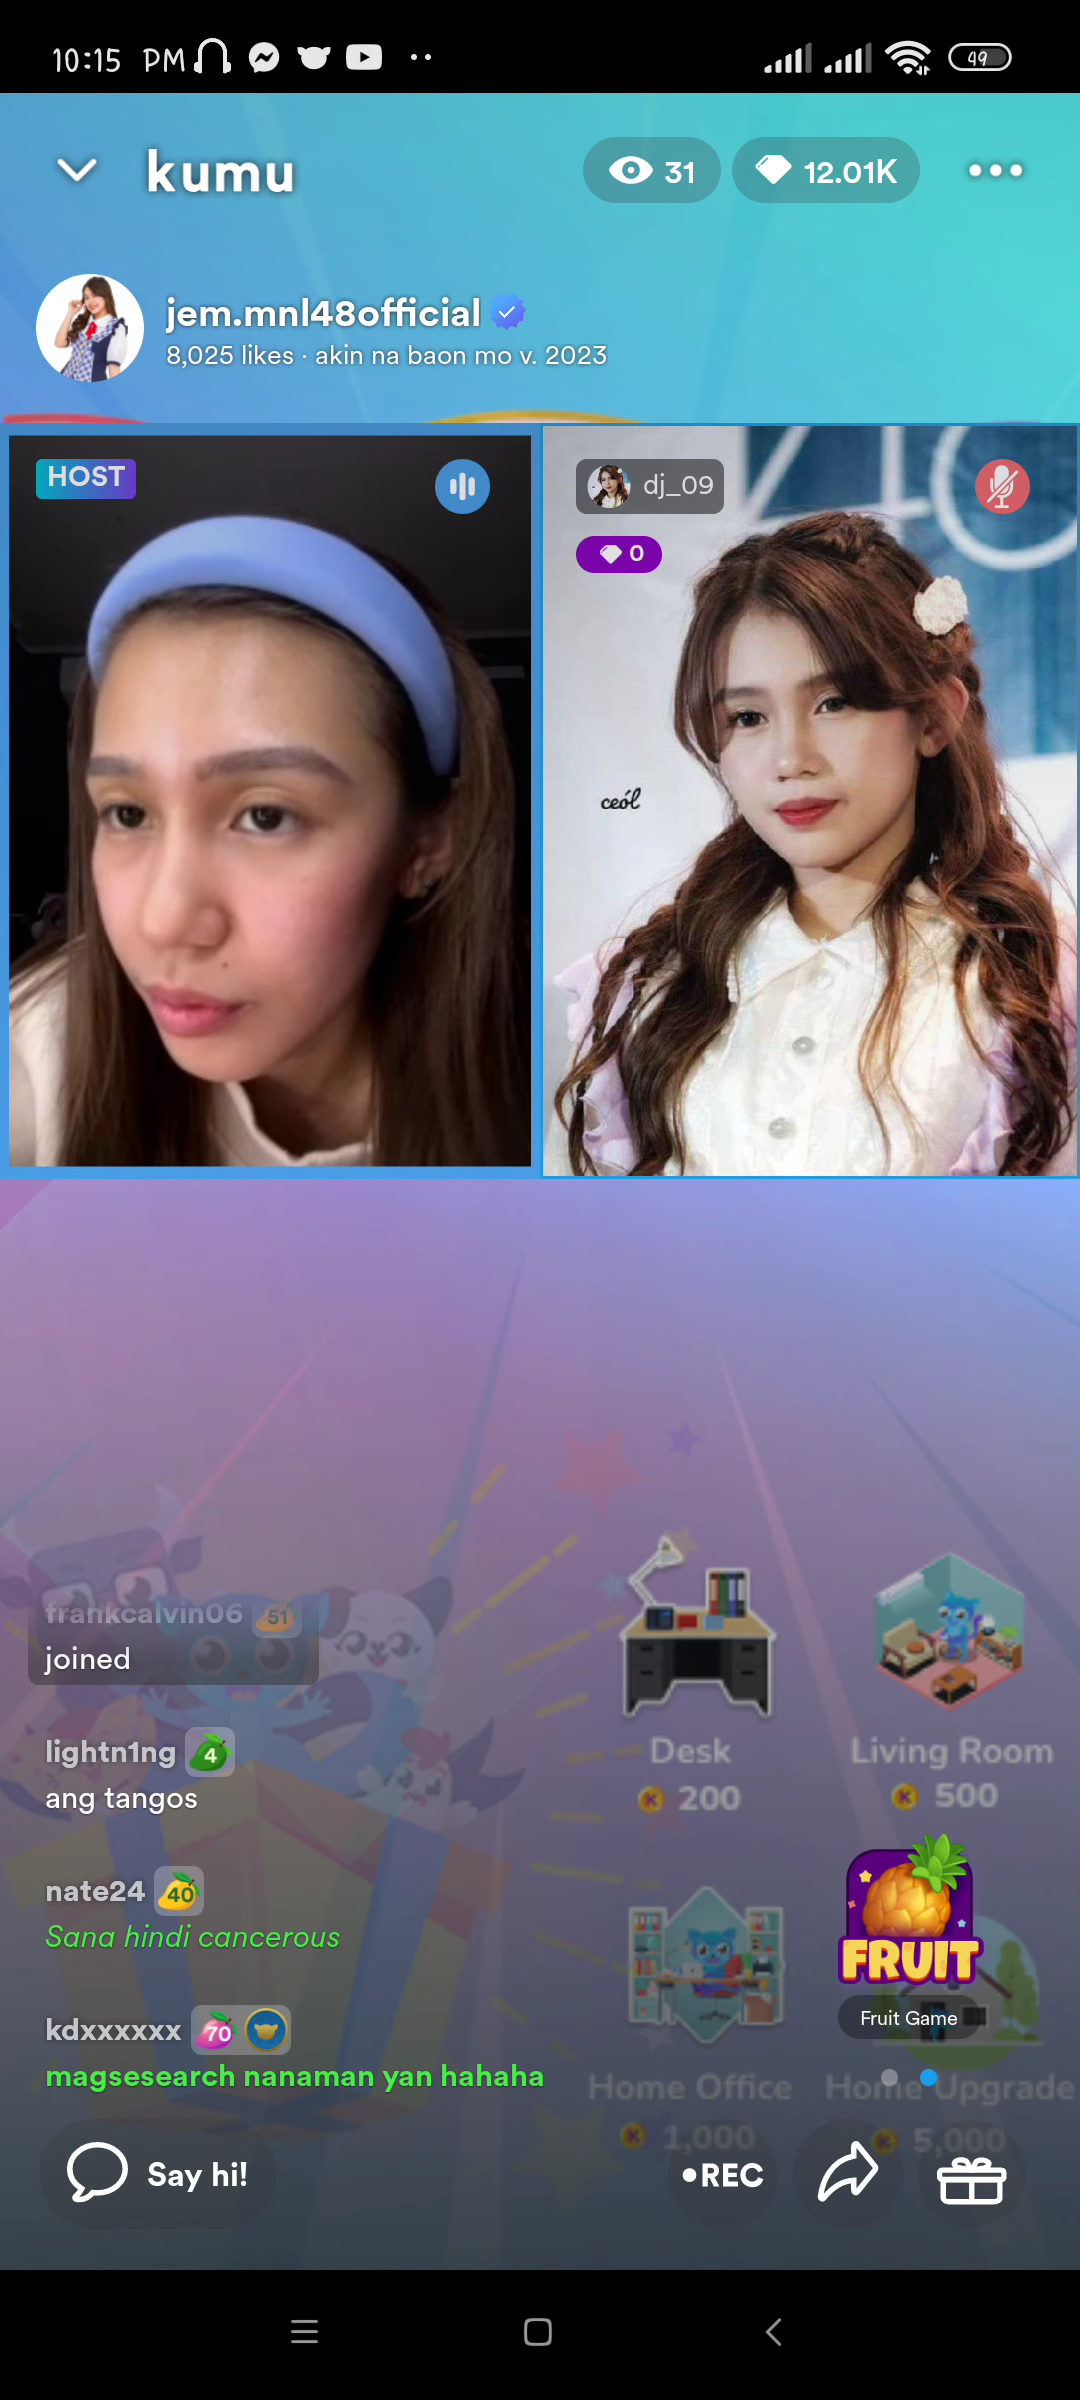 10:15 PM
49
kumu
31
12.01K
jem.mnl48official
8,025 likes · akin na baon mo v. 2023
HOST
dj_09
0
ceól
frankcalvin06 51
joined
lightn1ng 4
ang tangos
nate24 40
Sana hindi cancerous
kdxxxxxx 70
magsesearch nanaman yan hahaha
Desk
200
Living Room
500
FRUIT
Fruit Game
Home Office
1,000
Home Upgrade
5,000
Say hi!
•REC